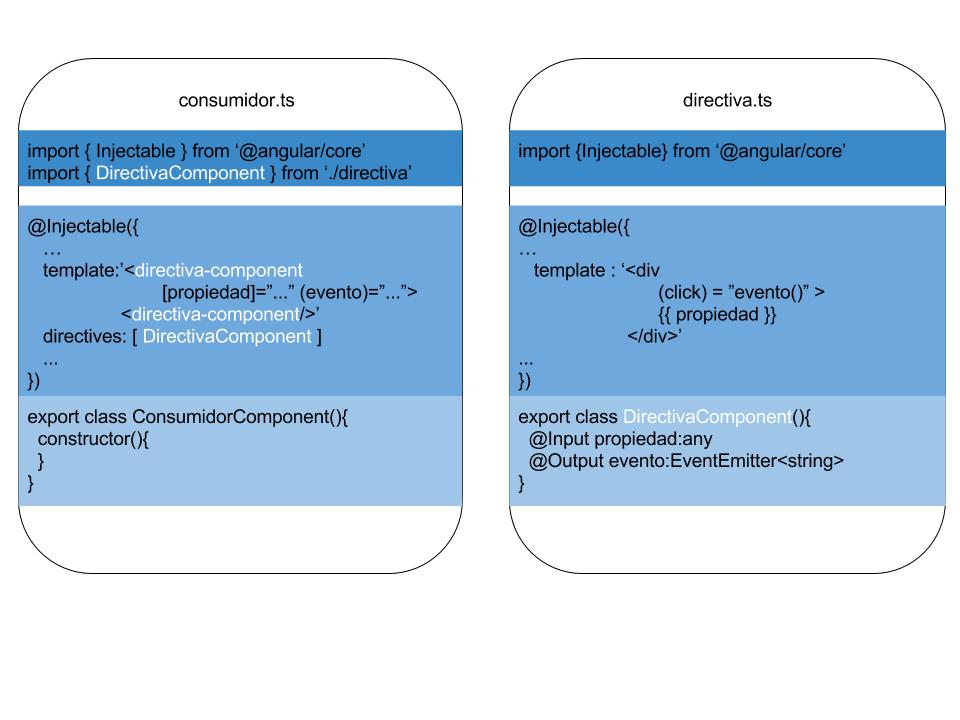 consumidor.ts
import { Injectable } from ‘@angular/core’
import { DirectivaComponent } from ‘./directiva’
@Injectable({
…
template:’<directiva-component
[propiedad]=”...” (evento)=”...”>
<directiva-component/>’
directives: [ DirectivaComponent ]
...
})
export class ConsumidorComponent(){
constructor(){
}
}
directiva.ts
import {Injectable} from ‘@angular/core’
@Injectable({
…
template : ‘<div
(click) = ”evento()” >
{{ propiedad }}
</div>’
...
})
export class DirectivaComponent(){
@Input propiedad:any
@Output evento:EventEmitter<string>
}